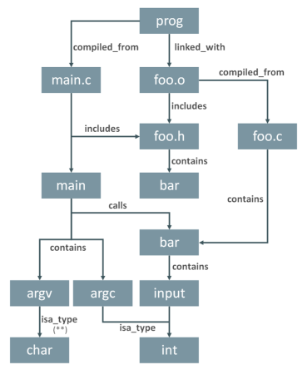 prog
compiled_from
linked_with
main.c
foo.o
compiled_from
includes
includes
foo.h
foo.c
contains
main
bar
calls
contains
bar
contains
contains
argv
argc
input
isa_type
(**)
isa_type
char
int